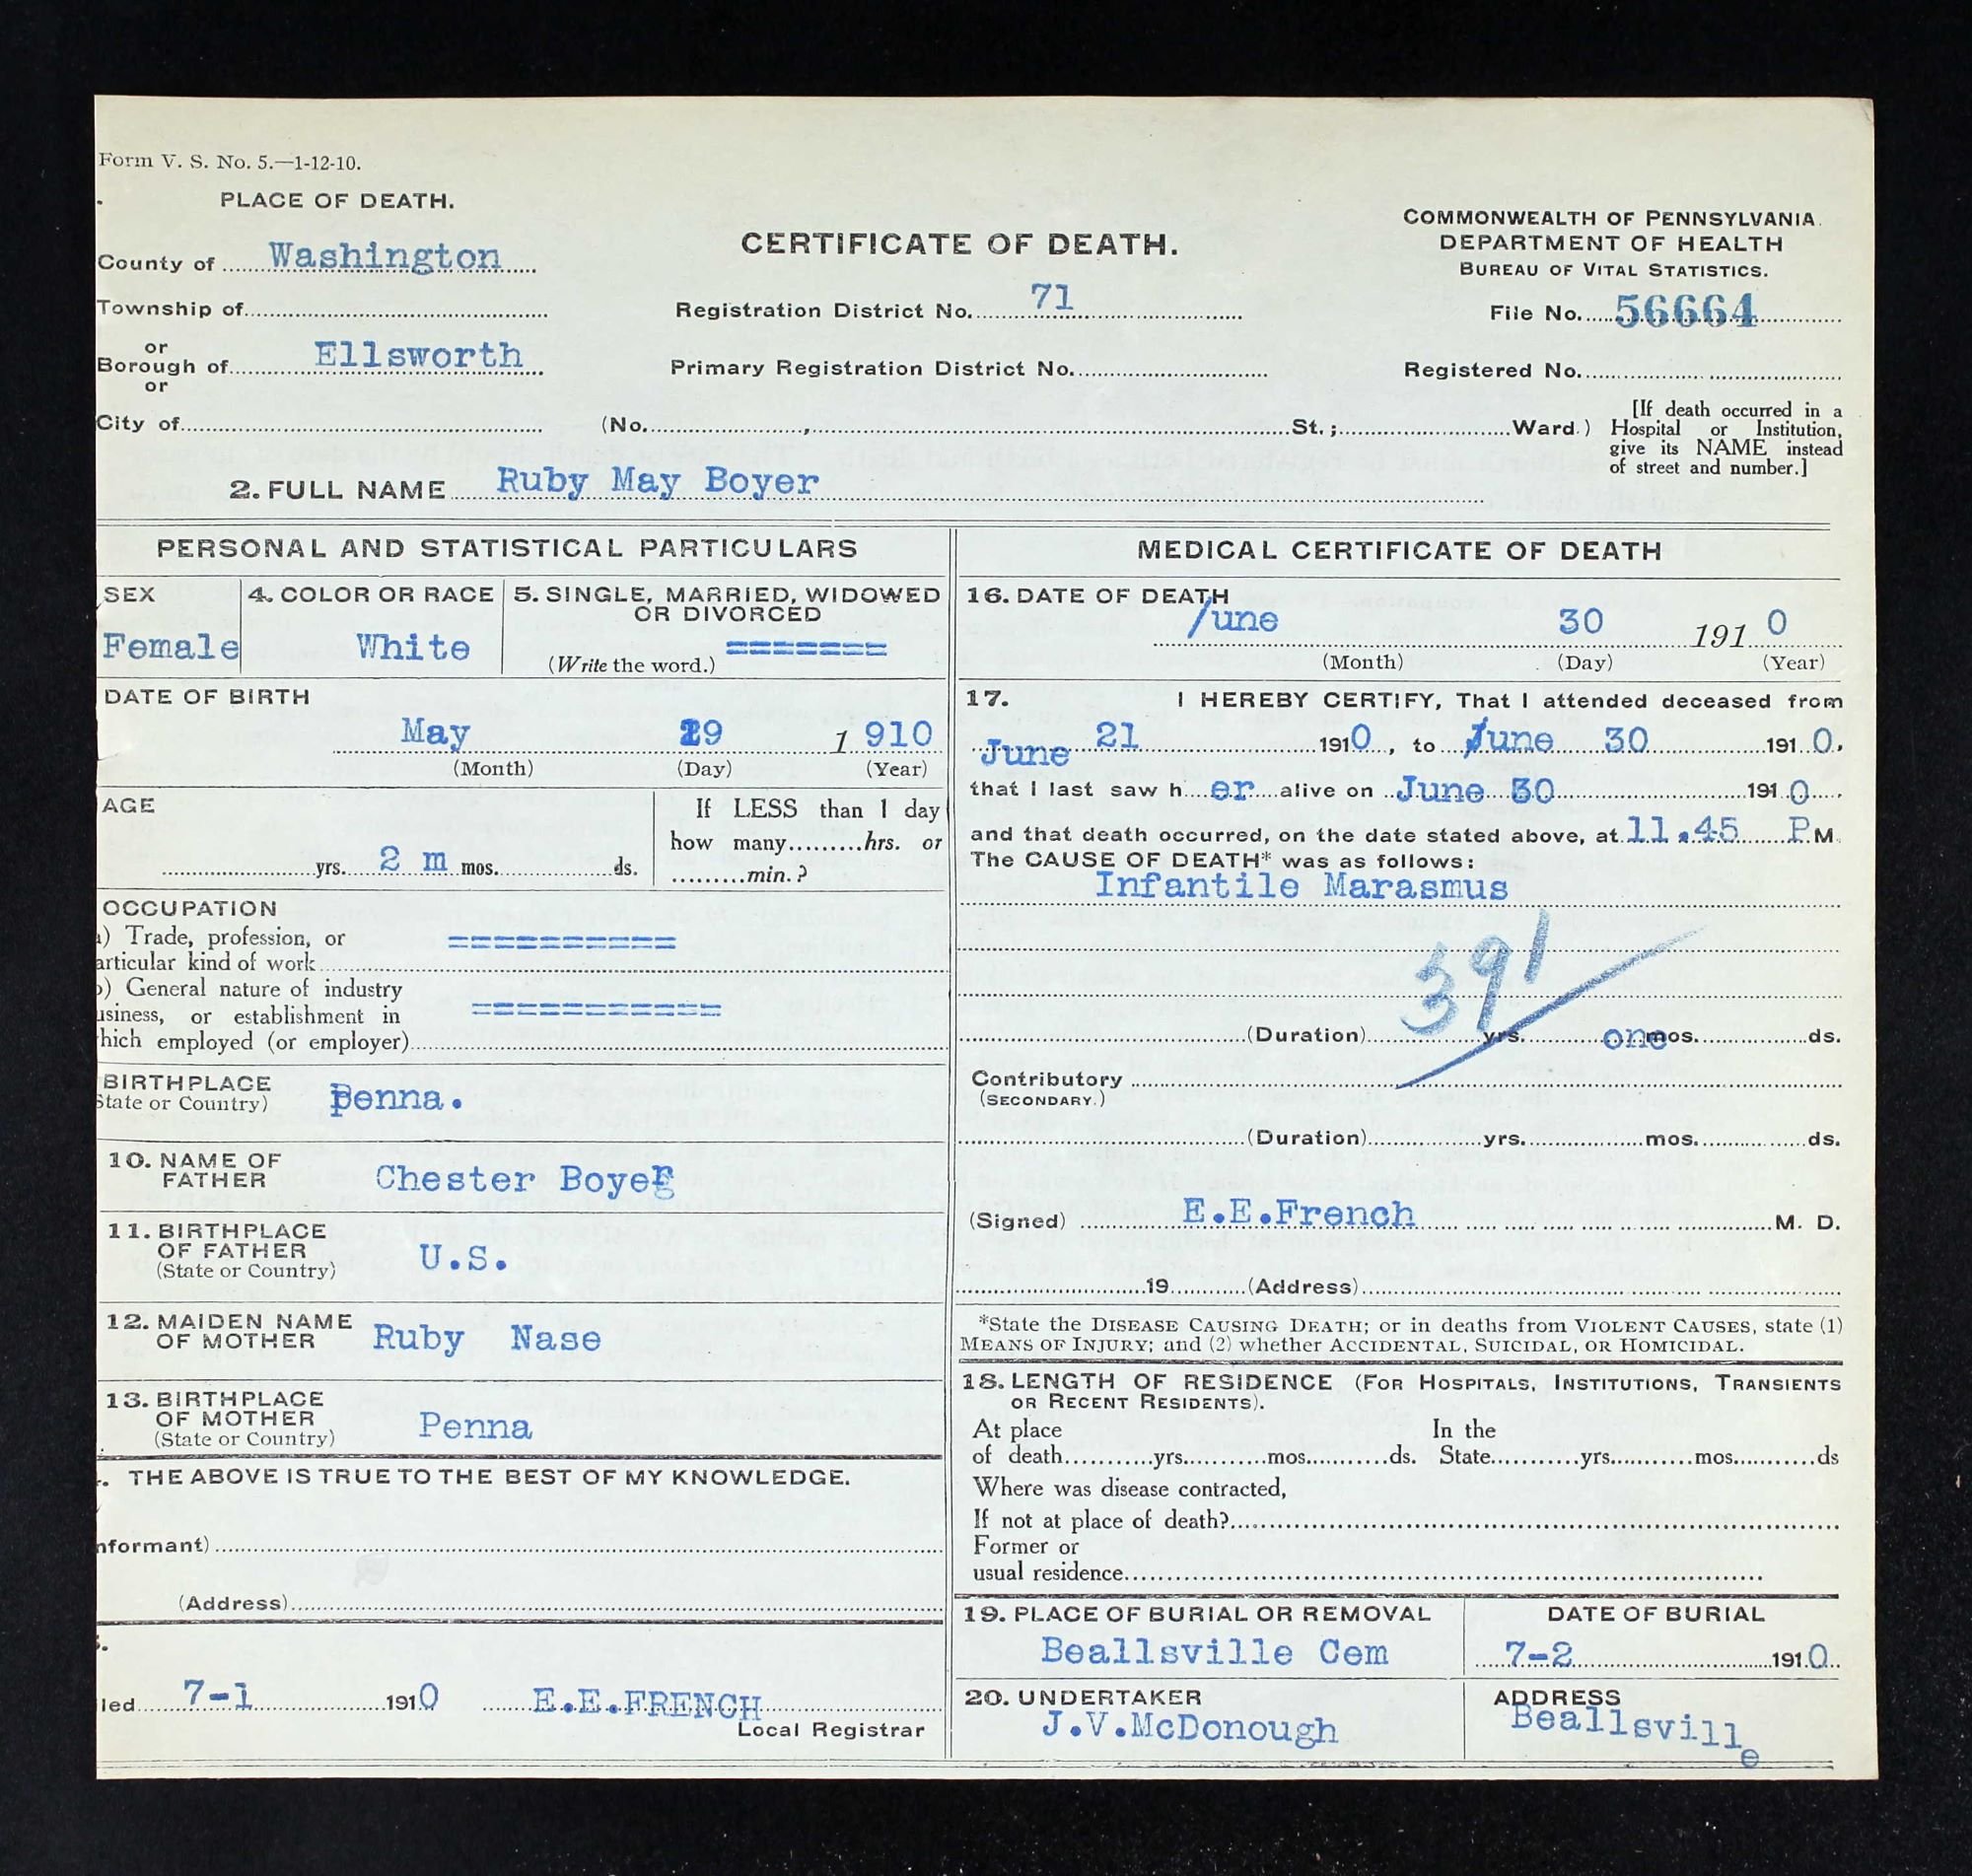 Form V. S. No. 5.—1-12-10.
PLACE OF DEATH.
County of Washington
Township of
or
Borough of Ellsworth
or
City of
CERTIFICATE OF DEATH.
Registration District No. 71
Primary Registration District No.
(No. , St.; Ward.)
COMMONWEALTH OF PENNSYLVANIA.
DEPARTMENT OF HEALTH
BUREAU OF VITAL STATISTICS.
File No. 56664
Registered No.
[If death occurred in a
Hospital or Institution,
give its NAME instead
of street and number.]
2. FULL NAME Ruby May Boyer
PERSONAL AND STATISTICAL PARTICULARS
SEX
Female
4. COLOR OR RACE
White
5. SINGLE, MARRIED, WIDOWED
OR DIVORCED
(Write the word.) =======
DATE OF BIRTH
May 29 1 910
(Month) (Day) (Year)
AGE
yrs. 2 m mos. ds.
If LESS than 1 day
how many hrs. or
min. ?
OCCUPATION
) Trade, profession, or
articular kind of work ==========
) General nature of industry
usiness, or establishment in
hich employed (or employer) ===========
BIRTHPLACE
State or Country) Penna.
10. NAME OF
FATHER Chester Boyer
11. BIRTHPLACE
OF FATHER
(State or Country) U.S.
12. MAIDEN NAME
OF MOTHER Ruby Nase
13. BIRTHPLACE
OF MOTHER
(State or Country) Penna
. THE ABOVE IS TRUE TO THE BEST OF MY KNOWLEDGE.
nformant)
(Address)
led 7-1 1910 E.E.FRENCH
Local Registrar
MEDICAL CERTIFICATE OF DEATH
16. DATE OF DEATH
June 30 191 0
(Month) (Day) (Year)
17. I HEREBY CERTIFY, That I attended deceased from
June 21 1910, to June 30 1910,
that I last saw h er alive on June 30 1910
and that death occurred, on the date stated above, at 11.45 P.M.
The CAUSE OF DEATH* was as follows:
Infantile Marasmus
391
(Duration) yrs. one mos. ds.
Contributory
(SECONDARY.)
(Duration) yrs. mos. ds.
(Signed) E.E.French M. D.
19 (Address)
*State the DISEASE CAUSING DEATH; or in deaths from VIOLENT CAUSES, state (1)
MEANS OF INJURY; and (2) whether ACCIDENTAL, SUICIDAL, OR HOMICIDAL.
18. LENGTH OF RESIDENCE (FOR HOSPITALS, INSTITUTIONS, TRANSIENTS
OR RECENT RESIDENTS).
At place In the
of death yrs. mos. ds. State yrs. mos. ds
Where was disease contracted,
If not at place of death?
Former or
usual residence
19. PLACE OF BURIAL OR REMOVAL
Beallsville Cem
DATE OF BURIAL
7-2 1910
20. UNDERTAKER
J.V.McDonough
ADDRESS
Beallsville